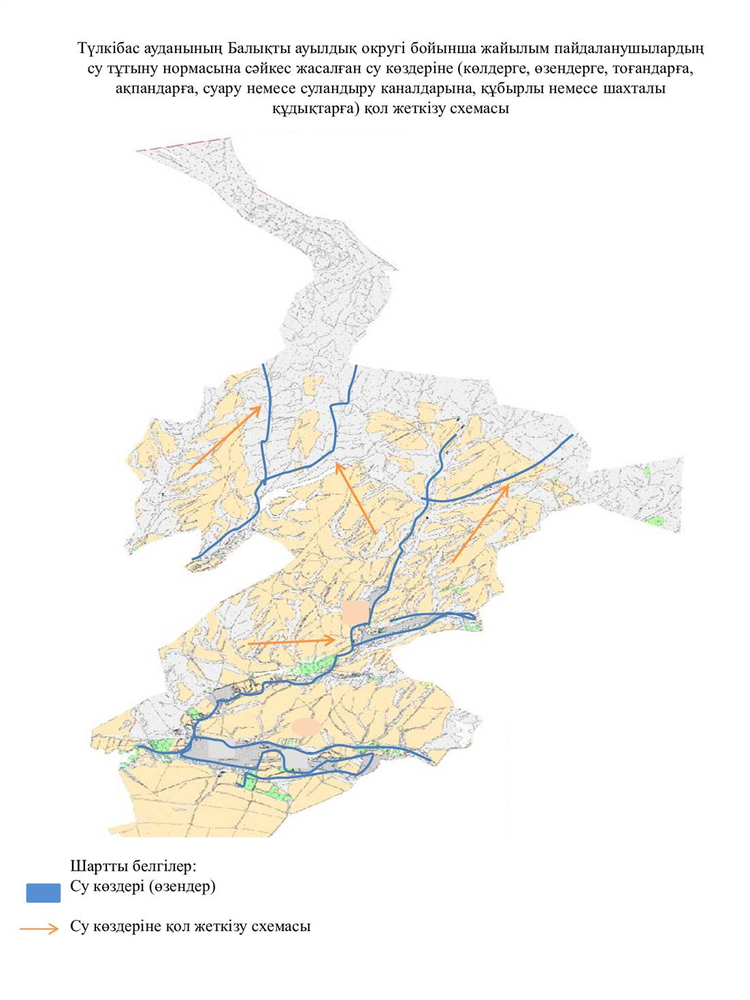 Түлкібас ауданының Балықты ауылдық округі бойынша жайылым пайдаланушылардың
су тұтыну нормасына сәйкес жасалған су көздеріне (көлдерге, өзендерге, тоғандарға,
ақпандарға, суару немесе суландыру каналдарына, құбырлы немесе шахталы
құдықтарға) қол жеткізу схемасы
Шартты белгілер:
Су көздері (өзендер)
Су көздеріне қол жеткізу схемасы